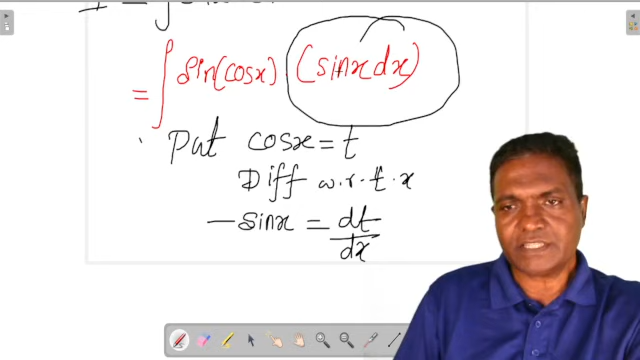 = ∫ sin(cosx) (sinx dx)
Put cosx = t
Diff w.r.t.x
-sinx = dt/dx